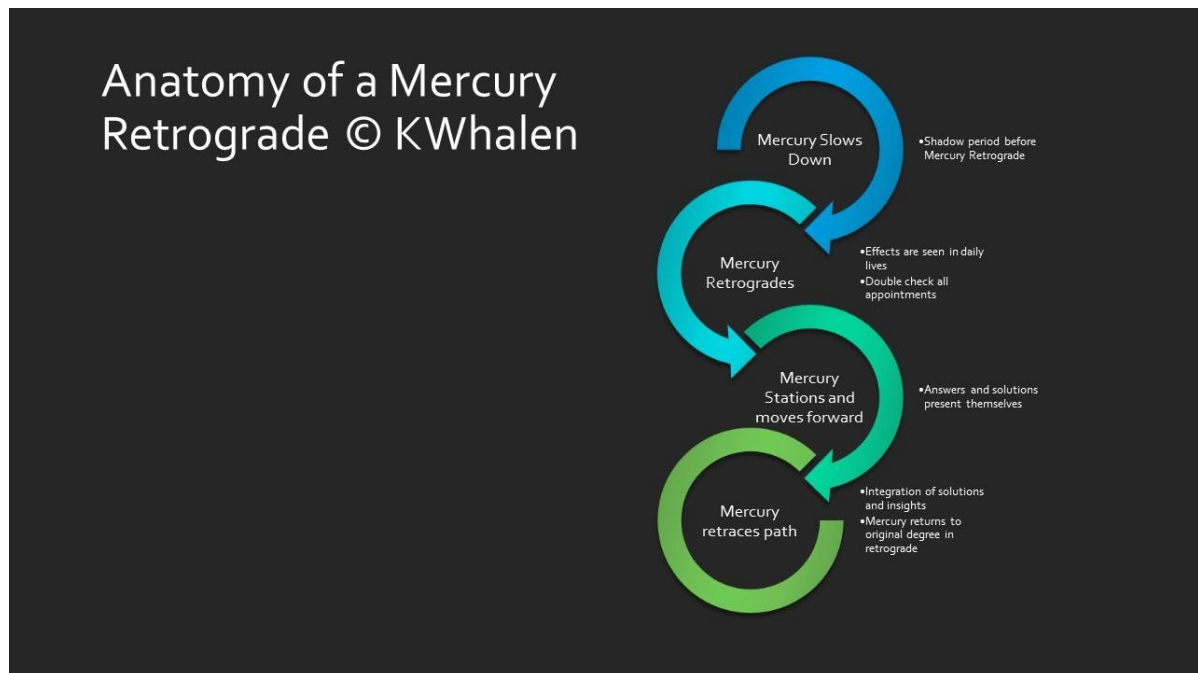 Anatomy of a Mercury
Retrograde © KWhalen
Mercury Slows
Down
•Shadow period before
Mercury Retrograde
Mercury
Retrogrades
•Effects are seen in daily
lives
•Double check all
appointments
Mercury
Stations and
moves forward
•Answers and solutions
present themselves
Mercury
retraces path
•Integration of solutions
and insights
•Mercury returns to
original degree in
retrograde